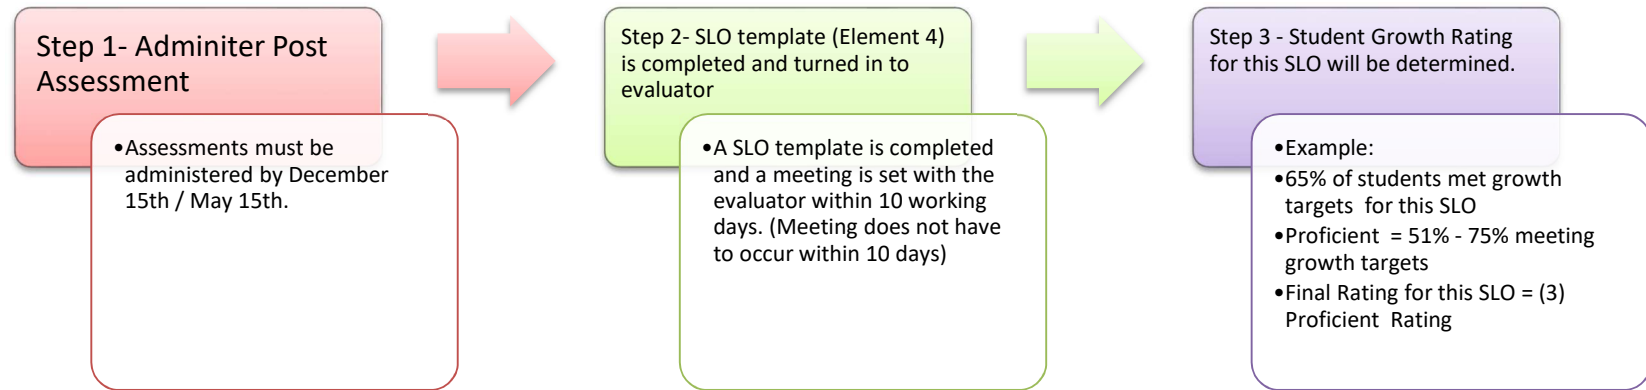 Step 1- Adminiter Post
Assessment
•Assessments must be
administered by December
15th / May 15th.
Step 2- SLO template (Element 4)
is completed and turned in to
evaluator
•A SLO template is completed
and a meeting is set with the
evaluator within 10 working
days. (Meeting does not have
to occur within 10 days)
Step 3 - Student Growth Rating
for this SLO will be determined.
•Example:
•65% of students met growth
targets  for this SLO
•Proficient  = 51% - 75% meeting
growth targets
•Final Rating for this SLO = (3)
Proficient  Rating